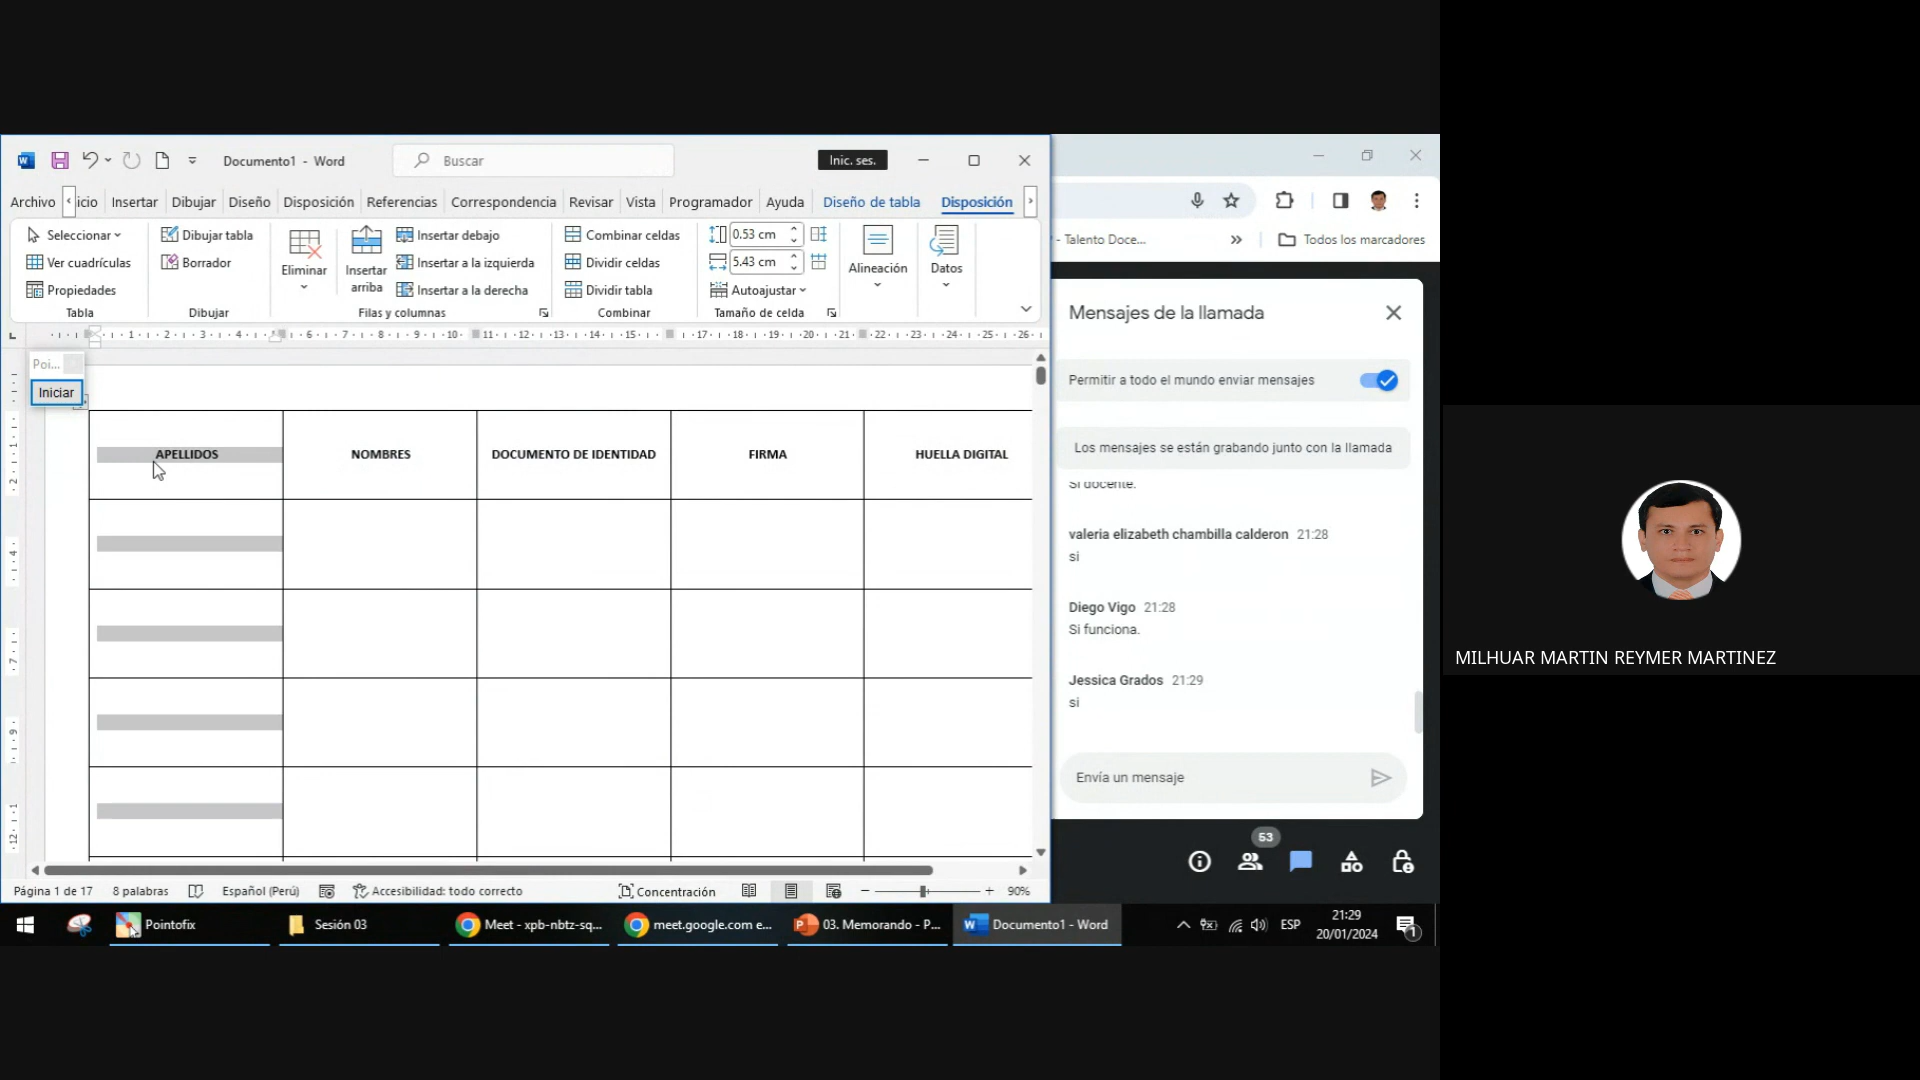 Documento1 - Word
Buscar
Inic. ses.
Archivo
icio
Insertar
Dibujar
Diseño
Disposición
Referencias
Correspondencia
Revisar
Vista
Programador
Ayuda
Diseño de tabla
Disposición
Seleccionar
Ver cuadrículas
Propiedades
Tabla
Dibujar tabla
Borrador
Dibujar
Eliminar
Insertar arriba
Insertar debajo
Insertar a la izquierda
Insertar a la derecha
Filas y columnas
Combinar celdas
Dividir celdas
Dividir tabla
Combinar
0.53 cm
5.43 cm
Autoajustar
Tamaño de celda
Alineación
Datos
Poi...
Iniciar
APELLIDOS
NOMBRES
DOCUMENTO DE IDENTIDAD
FIRMA
HUELLA DIGITAL
Página 1 de 17
8 palabras
Español (Perú)
Accesibilidad: todo correcto
Concentración
90%
- Talento Doce...
Todos los marcadores
Mensajes de la llamada
Permitir a todo el mundo enviar mensajes
Los mensajes se están grabando junto con la llamada
Si docente.
valeria elizabeth chambilla calderon 21:28
si
Diego Vigo 21:28
Si funciona.
Jessica Grados 21:29
si
Envía un mensaje
53
MILHUAR MARTIN REYMER MARTINEZ
Pointofix
Sesión 03
Meet - xpb-nbtz-sq...
meet.google.com e...
03. Memorando - P...
Documento1 - Word
ESP
21:29
20/01/2024
1